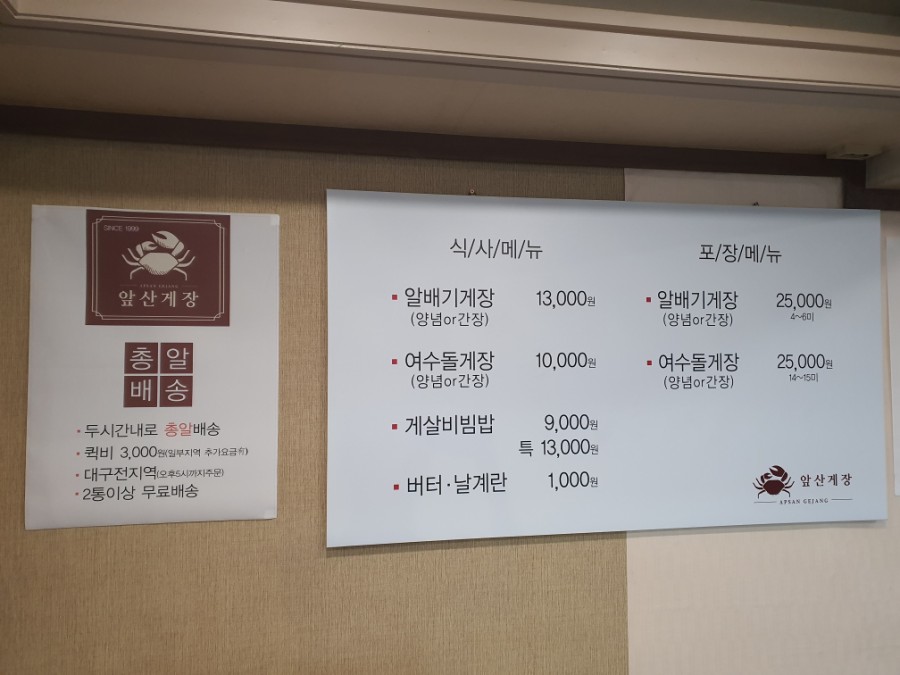 SINCE 1999
APSAN GEJANG
앞산게장
총알
배송
두시간내로 총알배송
퀵비 3,000원(일부지역 추가요금有)
대구전지역(오후5시까지주문)
2통이상 무료배송
식/사/메/뉴
알배기게장 13,000원
(양념or간장)
여수돌게장 10,000원
(양념or간장)
게살비빔밥 9,000원
특 13,000원
버터·날계란 1,000원
포/장/메/뉴
알배기게장 25,000원
(양념or간장) 4~6미
여수돌게장 25,000원
(양념or간장) 14~15미
앞산게장
APSAN GEJANG